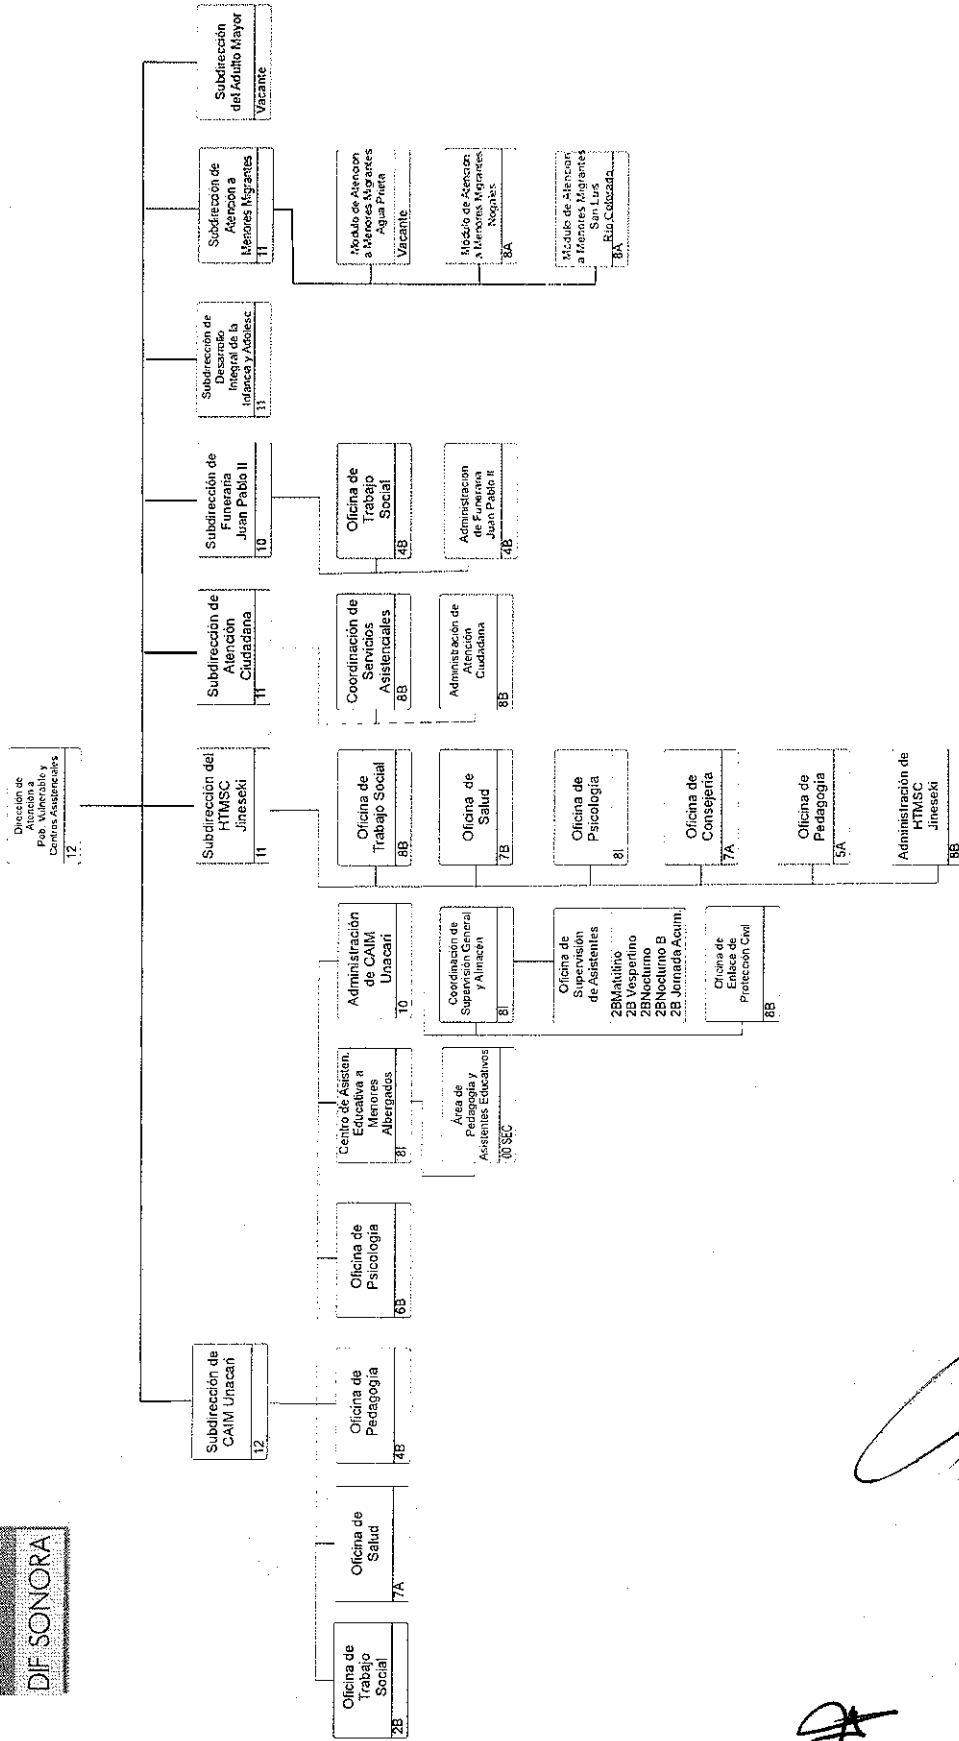 DIF SONORA
Dirección de
Atención a
Pob. Vulnerable y
Centros Asistenciales
12
Subdirección de
CAIM Unacari
12
Subdirección del
HTMSC
Jineseki
11
Subdirección de
Atención
Ciudadana
11
Subdirección de
Funeraria
Juan Pablo II
10
Subdirección de
Desarrollo
Integral de la
Infancia y Adolesc
11
Subdirección de
Atención a
Menores Migrantes
11
Subdirección
del Adulto Mayor
Vacante
Oficina de
Trabajo
Social
2B
Oficina de
Salud
7A
Oficina de
Pedagogía
4B
Oficina de
Psicología
6B
Centro de Asisten.
Educativa a
Menores
Albergados
8I
Área de
Pedagogía y
Asistentes Educativos
00 SEC
Administración
de CAIM
Unacari
10
Coordinación de
Supervisión General
y Almacén
8I
Oficina de
Supervisión
de Asistentes
2BMatutino
2B Vespertino
2BNocturno
2BNocturno B
2B Jornada Acum.
Oficina de
Enlace de
Protección Civil
8B
Oficina de
Trabajo Social
8B
Oficina de
Salud
7B
Oficina de
Psicología
8I
Oficina de
Consejería
7A
Oficina de
Pedagogía
5A
Administración de
HTMSC
Jineseki
8B
Coordinación de
Servicios
Asistenciales
8B
Administración de
Atención
Ciudadana
8B
Oficina de
Trabajo
Social
4B
Administracion
de Funeraria
Juan Pablo II
4B
Modulo de Atencion
a Menores Migrantes
Agua Prieta
Vacante
Módulo de Atencion
a Menores Migrantes
Nogales
8A
Modulo de Atencion
a Menores Migrantes
San Luis
Río Colorado
8A